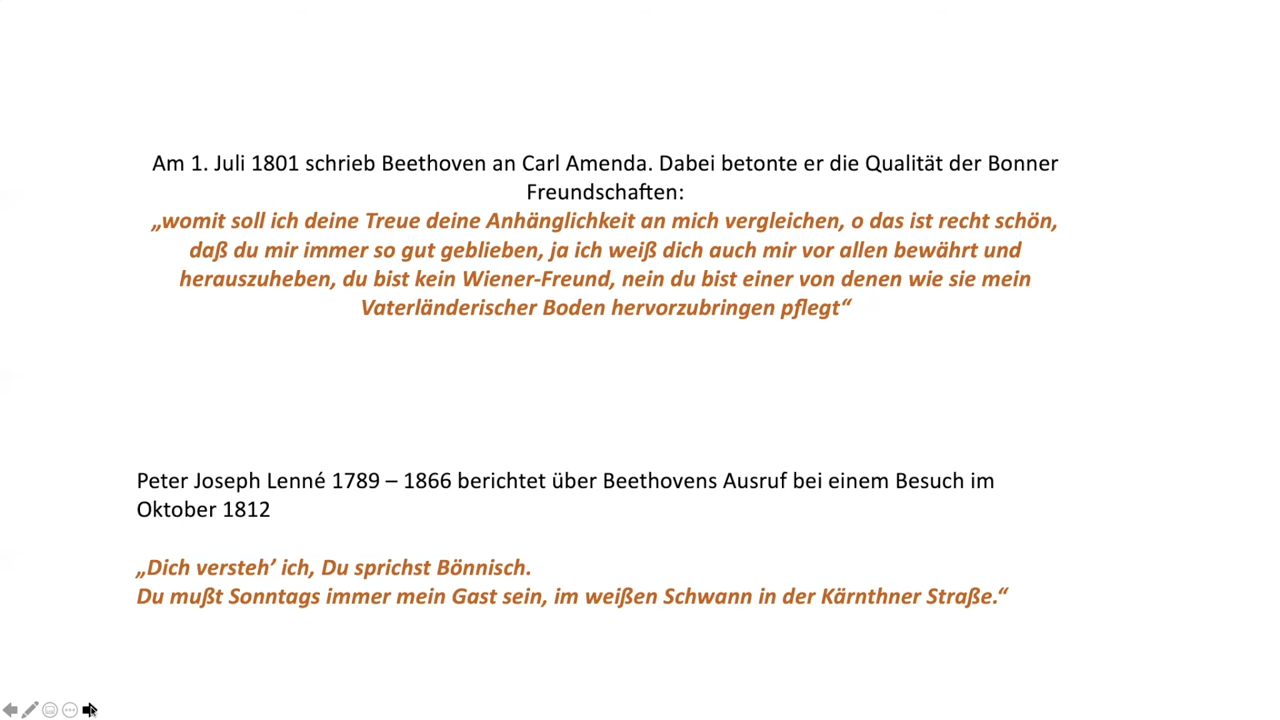 Am 1. Juli 1801 schrieb Beethoven an Carl Amenda. Dabei betonte er die Qualität der Bonner
Freundschaften:
„womit soll ich deine Treue deine Anhänglichkeit an mich vergleichen, o das ist recht schön,
daß du mir immer so gut geblieben, ja ich weiß dich auch mir vor allen bewährt und
herauszuheben, du bist kein Wiener-Freund, nein du bist einer von denen wie sie mein
Vaterländerischer Boden hervorzubringen pflegt“
Peter Joseph Lenné 1789 – 1866 berichtet über Beethovens Ausruf bei einem Besuch im
Oktober 1812
„Dich versteh’ ich, Du sprichst Bönnisch.
Du mußt Sonntags immer mein Gast sein, im weißen Schwann in der Kärnthner Straße.“